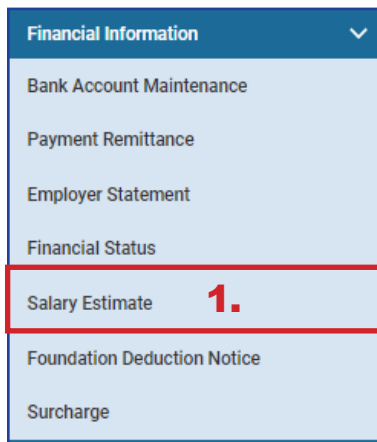 Financial Information
Bank Account Maintenance
Payment Remittance
Employer Statement
Financial Status
Salary Estimate 1.
Foundation Deduction Notice
Surcharge